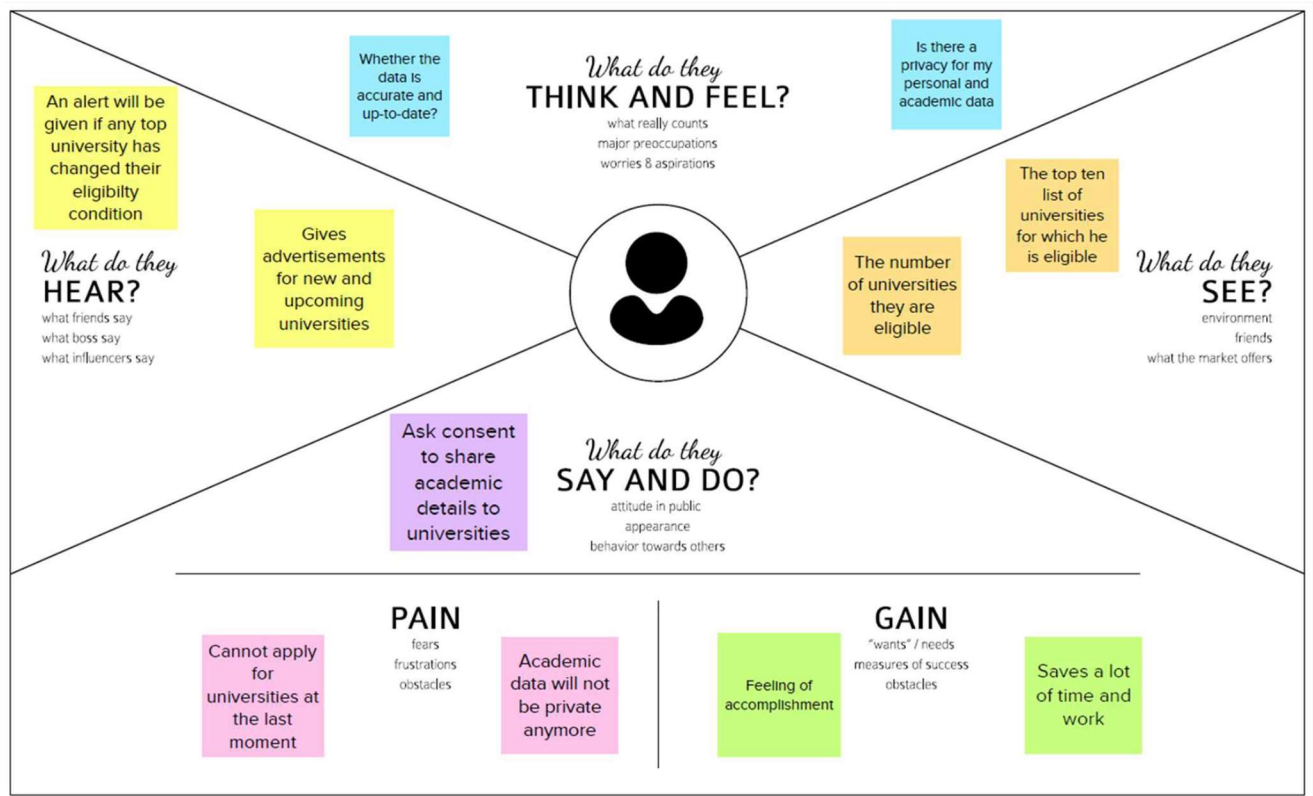 Whether the
data is
accurate and
up-to-date?
What do they
THINK AND FEEL?
what really counts
major preoccupations
worries & aspirations
Is there a
privacy for my
personal and
academic data
An alert will be
given if any top
university has
changed their
eligibilty
condition
Gives
advertisements
for new and
upcoming
universities
What do they
HEAR?
what friends say
what boss say
what influencers say
The number
of universities
they are
eligible
The top ten
list of
universities
for which he
is eligible
What do they
SEE?
environment
friends
what the market offers
Ask consent
to share
academic
details to
universities
What do they
SAY AND DO?
attitude in public
appearance
behavior towards others
PAIN
fears
frustrations
obstacles
Cannot apply
for
universities at
the last
moment
Academic
data will not
be private
anymore
GAIN
"wants" / needs
measures of success
obstacles
Feeling of
accomplishment
Saves a lot
of time and
work